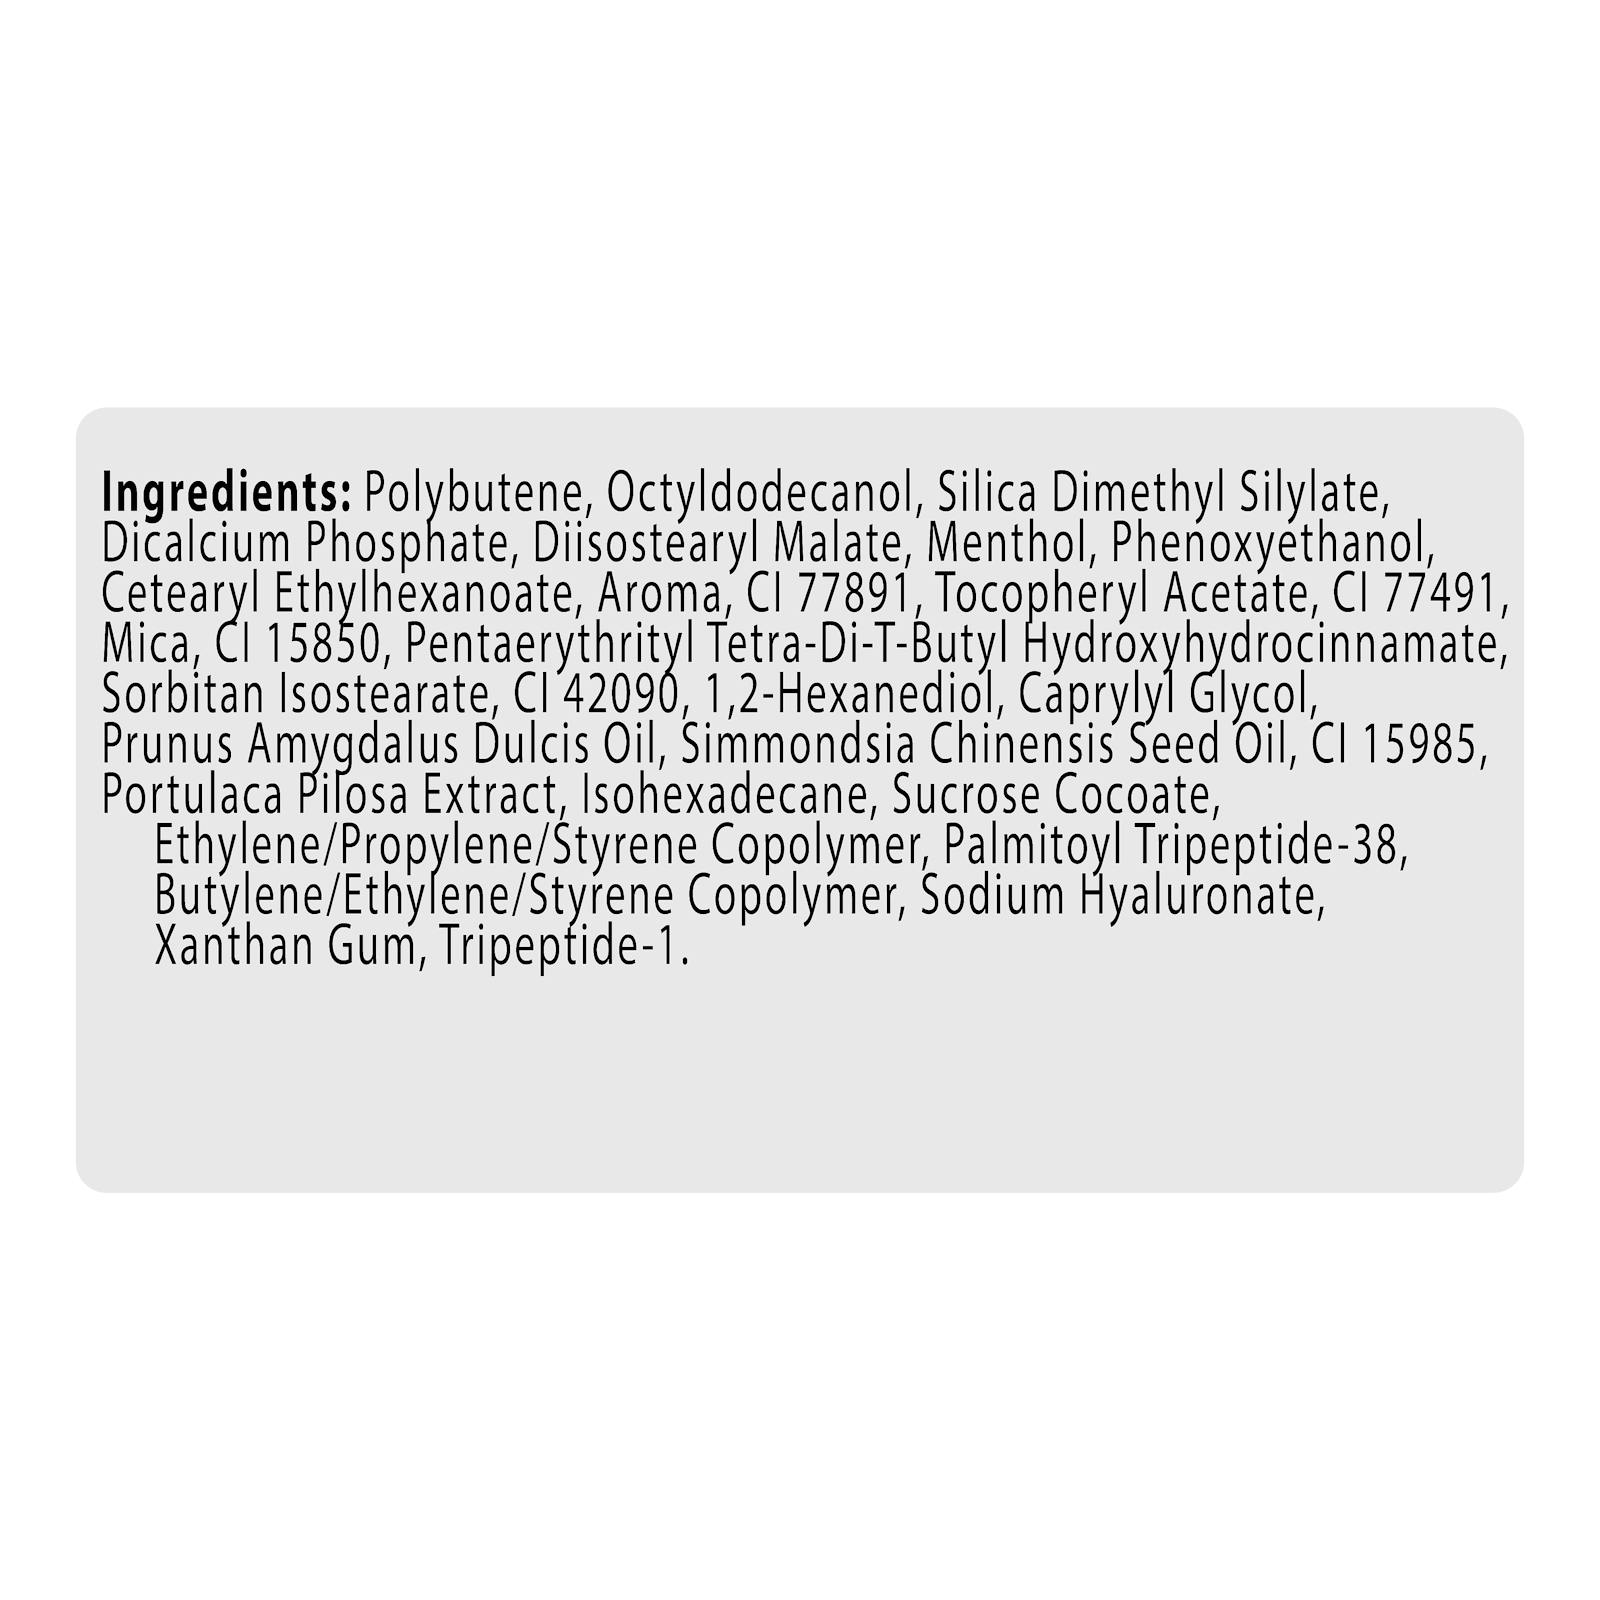 Ingredients: Polybutene, Octyldodecanol, Silica Dimethyl Silylate,
Dicalcium Phosphate, Diisostearyl Malate, Menthol, Phenoxyethanol,
Cetearyl Ethylhexanoate, Aroma, CI 77891, Tocopheryl Acetate, CI 77491,
Mica, CI 15850, Pentaerythrityl Tetra-Di-T-Butyl Hydroxyhydrocinnamate,
Sorbitan Isostearate, CI 42090, 1,2-Hexanediol, Caprylyl Glycol,
Prunus Amygdalus Dulcis Oil, Simmondsia Chinensis Seed Oil, CI 15985,
Portulaca Pilosa Extract, Isohexadecane, Sucrose Cocoate,
Ethylene/Propylene/Styrene Copolymer, Palmitoyl Tripeptide-38,
Butylene/Ethylene/Styrene Copolymer, Sodium Hyaluronate,
Xanthan Gum, Tripeptide-1.